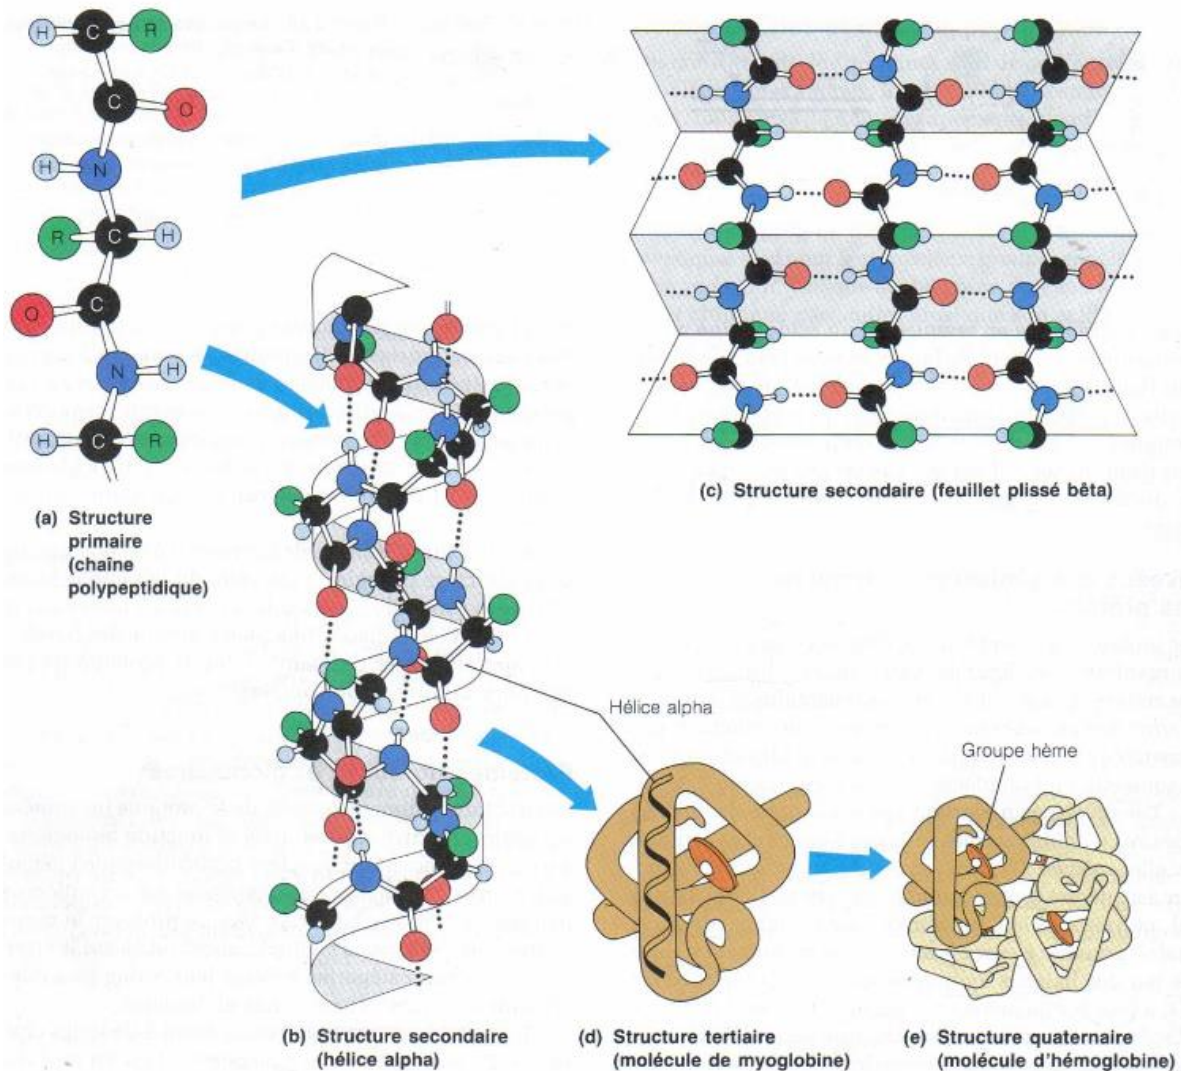 H
C
R
C
O
H
N
R
C
H
O
C
N
H
H
C
R
(a) Structure
primaire
(chaîne
polypeptidique)
(c) Structure secondaire (feuillet plissé bêta)
Hélice alpha
Groupe hème
(b) Structure secondaire
(hélice alpha)
(d) Structure tertiaire
(molécule de myoglobine)
(e) Structure quaternaire
(molécule d'hémoglobine)